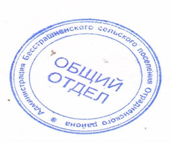 Администрация Бесстрашненского сельского поселения Отрадненского района
ОБЩИЙ
ОТДЕЛ